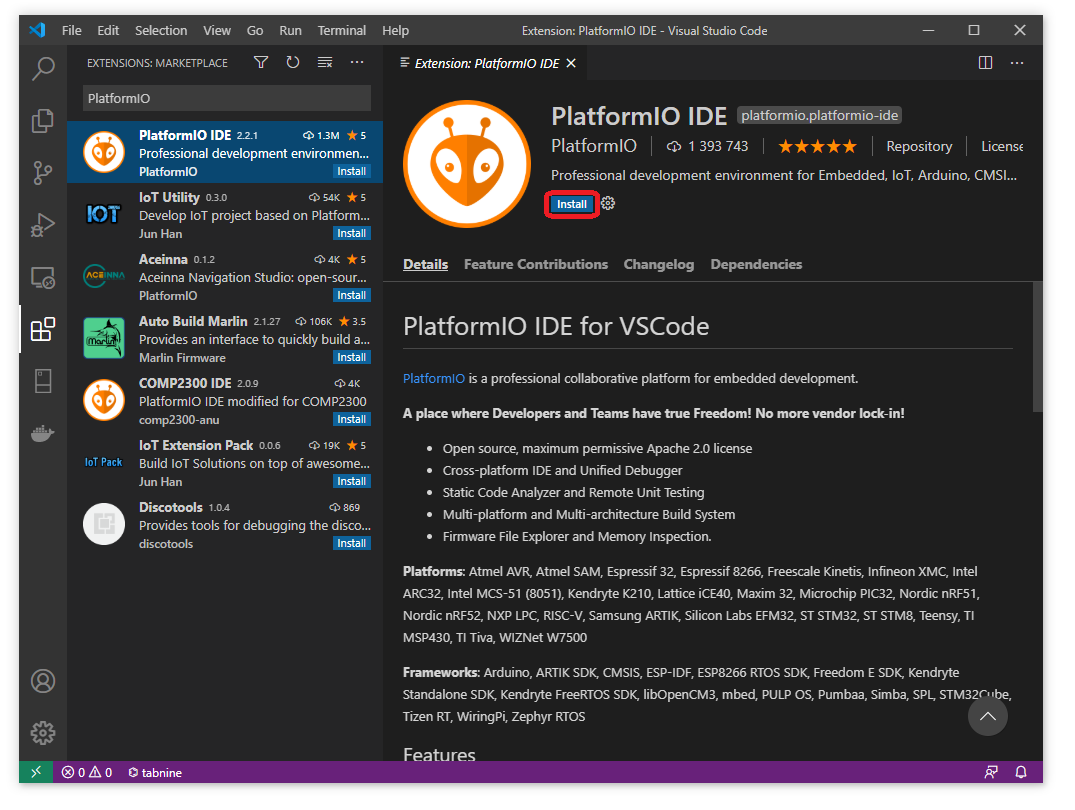 File Edit Selection View Go Run Terminal Help
Extension: PlatformIO IDE - Visual Studio Code
EXTENSIONS: MARKETPLACE
PlatformIO
PlatformIO IDE 2.2.1 1.3M 5
Professional development environmen...
PlatformIO Install
IOT
IoT Utility 0.3.0 54K 5
Develop IoT project based on Platform...
Jun Han Install
ACEINNA
Aceinna 0.1.2 4K 5
Aceinna Navigation Studio: open-sour...
PlatformIO Install
Marlin
Auto Build Marlin 2.1.27 106K 3.5
Provides an interface to quickly build a...
Marlin Firmware Install
COMP2300 IDE 2.0.9 4K
PlatformIO IDE modified for COMP2300
comp2300-anu Install
IoT Pack
IoT Extension Pack 0.0.6 19K 5
Build IoT Solutions on top of awesome...
Jun Han Install
Discotools 1.0.4 869
Provides tools for debugging the disco...
discotools Install
Extension: PlatformIO IDE
PlatformIO IDE platformio.platformio-ide
PlatformIO 1 393 743 Repository License
Professional development environment for Embedded, IoT, Arduino, CMSI...
Install
Details Feature Contributions Changelog Dependencies
PlatformIO IDE for VSCode
PlatformIO is a professional collaborative platform for embedded development.
A place where Developers and Teams have true Freedom! No more vendor lock-in!
Open source, maximum permissive Apache 2.0 license
Cross-platform IDE and Unified Debugger
Static Code Analyzer and Remote Unit Testing
Multi-platform and Multi-architecture Build System
Firmware File Explorer and Memory Inspection.
Platforms: Atmel AVR, Atmel SAM, Espressif 32, Espressif 8266, Freescale Kinetis, Infineon XMC, Intel
ARC32, Intel MCS-51 (8051), Kendryte K210, Lattice iCE40, Maxim 32, Microchip PIC32, Nordic nRF51,
Nordic nRF52, NXP LPC, RISC-V, Samsung ARTIK, Silicon Labs EFM32, ST STM32, ST STM8, Teensy, TI
MSP430, TI Tiva, WIZNet W7500
Frameworks: Arduino, ARTIK SDK, CMSIS, ESP-IDF, ESP8266 RTOS SDK, Freedom E SDK, Kendryte
Standalone SDK, Kendryte FreeRTOS SDK, libOpenCM3, mbed, PULP OS, Pumbaa, Simba, SPL, STM32Cube,
Tizen RT, WiringPi, Zephyr RTOS
Features
0 0 tabnine